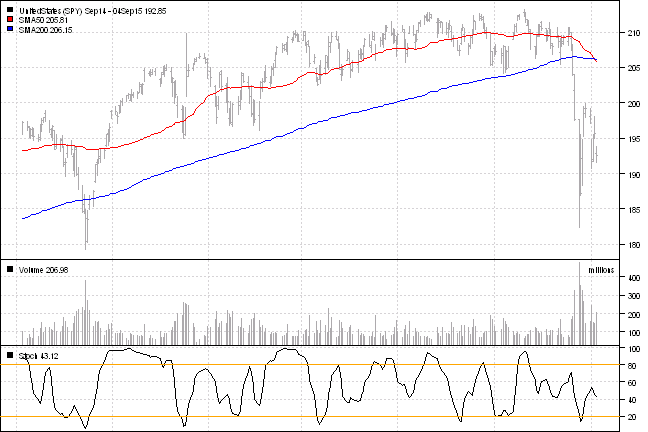 UnitedStates (SPY) Sep14 - 04Sep15 192.85
SMA50 205.81
SMA200 206.15
210
205
200
195
190
185
180
Volume 206.98
millions
400
300
200
100
Stoch 43.12
100
80
60
40
20